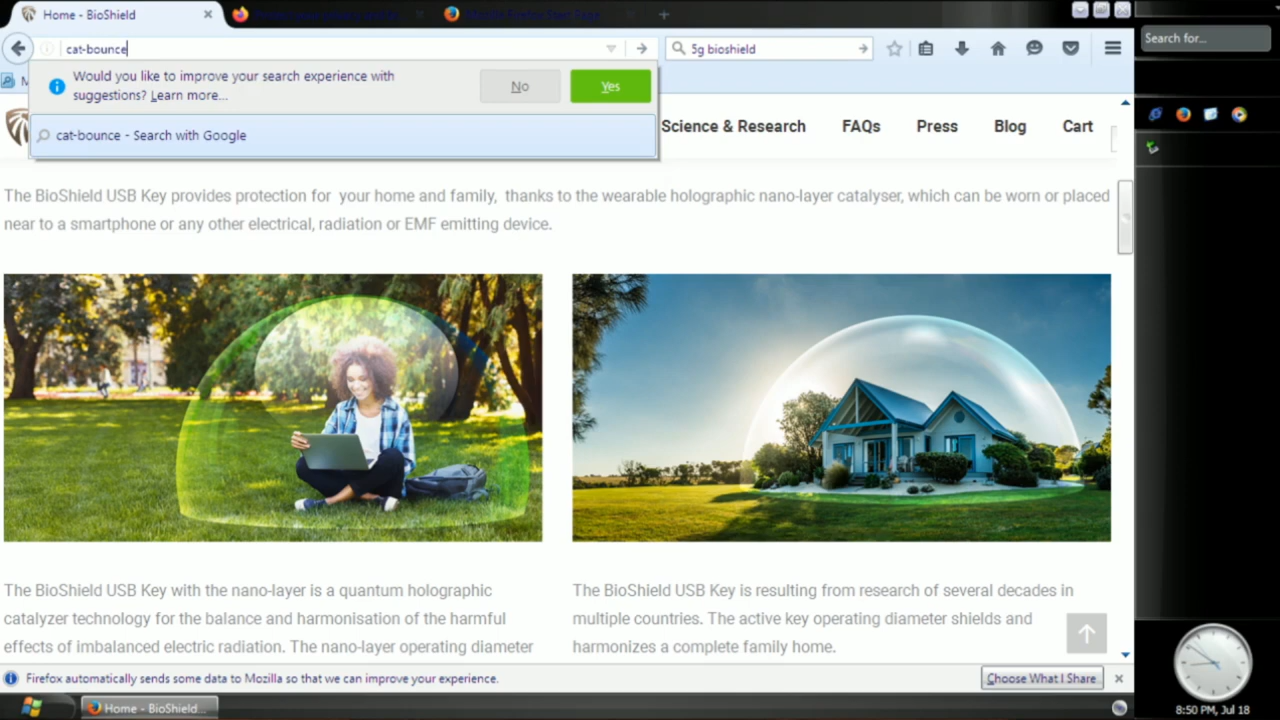 Home - BioShield
Mozilla Firefox Start Page
cat-bounce
5g bioshield
Search for...
Would you like to improve your search experience with
suggestions? Learn more...
No
Yes
cat-bounce - Search with Google
M
Science & Research
FAQs
Press
Blog
Cart
The BioShield USB Key provides protection for your home and family, thanks to the wearable holographic nano-layer catalyser, which can be worn or placed
near to a smartphone or any other electrical, radiation or EMF emitting device.
The BioShield USB Key with the nano-layer is a quantum holographic
catalyzer technology for the balance and harmonisation of the harmful
effects of imbalanced electric radiation. The nano-layer operating diameter
The BioShield USB Key is resulting from research of several decades in
multiple countries. The active key operating diameter shields and
harmonizes a complete family home.
Firefox automatically sends some data to Mozilla so that we can improve your experience.
Choose What I Share
Home - BioShield...
8:50 PM, Jul 18